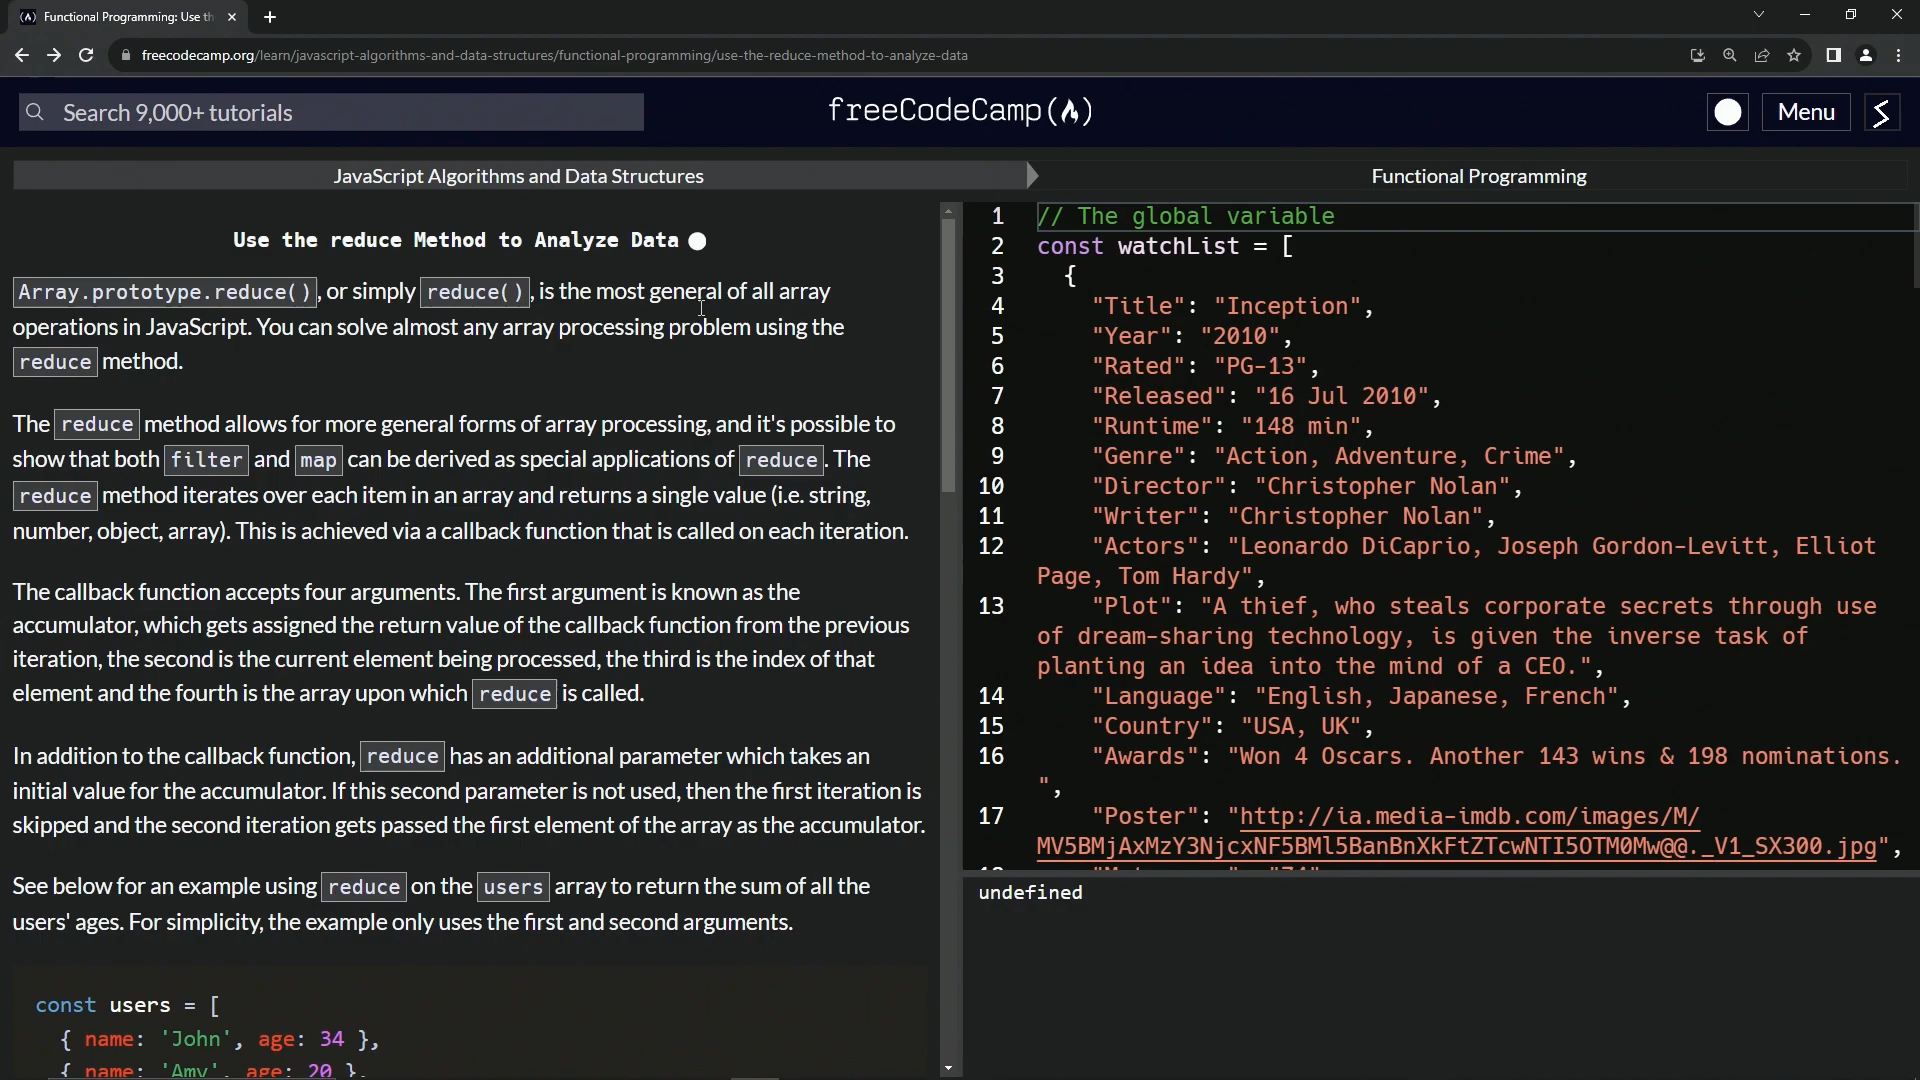 Functional Programming: Use th
freecodecamp.org/learn/javascript-algorithms-and-data-structures/functional-programming/use-the-reduce-method-to-analyze-data
Search 9,000+ tutorials
freeCodeCamp
Menu
JavaScript Algorithms and Data Structures
Functional Programming
Use the reduce Method to Analyze Data
Array.prototype.reduce(), or simply reduce(), is the most general of all array
operations in JavaScript. You can solve almost any array processing problem using the
reduce method.
The reduce method allows for more general forms of array processing, and it's possible to
show that both filter and map can be derived as special applications of reduce. The
reduce method iterates over each item in an array and returns a single value (i.e. string,
number, object, array). This is achieved via a callback function that is called on each iteration.
The callback function accepts four arguments. The first argument is known as the
accumulator, which gets assigned the return value of the callback function from the previous
iteration, the second is the current element being processed, the third is the index of that
element and the fourth is the array upon which reduce is called.
In addition to the callback function, reduce has an additional parameter which takes an
initial value for the accumulator. If this second parameter is not used, then the first iteration is
skipped and the second iteration gets passed the first element of the array as the accumulator.
See below for an example using reduce on the users array to return the sum of all the
users' ages. For simplicity, the example only uses the first and second arguments.
const users = [
{ name: 'John', age: 34 },
{ name: 'Amy', age: 20 },
1 // The global variable
2 const watchList = [
3 {
4 "Title": "Inception",
5 "Year": "2010",
6 "Rated": "PG-13",
7 "Released": "16 Jul 2010",
8 "Runtime": "148 min",
9 "Genre": "Action, Adventure, Crime",
10 "Director": "Christopher Nolan",
11 "Writer": "Christopher Nolan",
12 "Actors": "Leonardo DiCaprio, Joseph Gordon-Levitt, Elliot
Page, Tom Hardy",
13 "Plot": "A thief, who steals corporate secrets through use
of dream-sharing technology, is given the inverse task of
planting an idea into the mind of a CEO.",
14 "Language": "English, Japanese, French",
15 "Country": "USA, UK",
16 "Awards": "Won 4 Oscars. Another 143 wins & 198 nominations.
",
17 "Poster": "http://ia.media-imdb.com/images/M/
MV5BMjAxMzY3NjcxNF5BMl5BanBnXkFtZTcwNTI5OTM0Mw@@._V1_SX300.jpg",
undefined